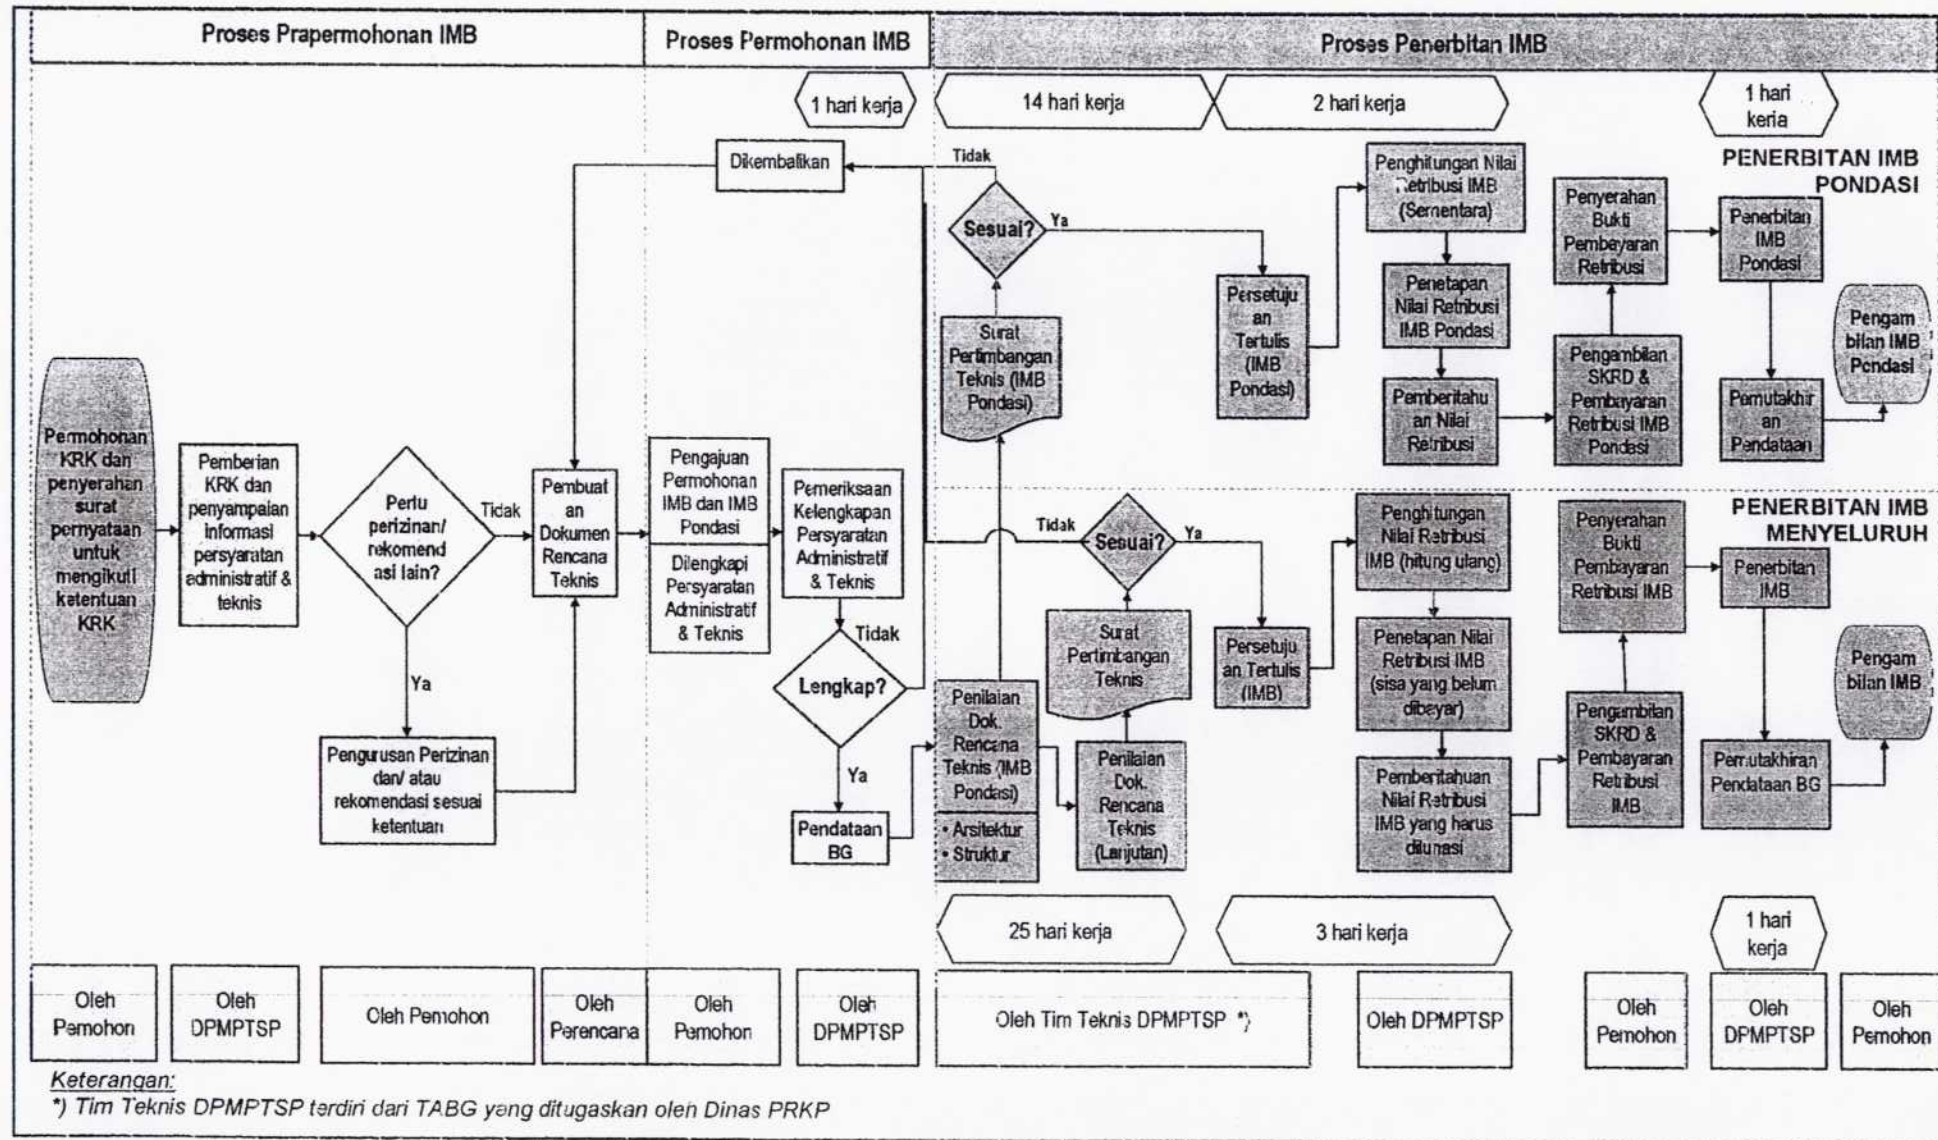 Proses Prapermohonan IMB
Proses Permohonan IMB
Proses Penerbitan IMB
1 hari kerja
14 hari kerja
2 hari kerja
1 hari
kerja
PENERBITAN IMB
PONDASI
Dikembalikan
Tidak
Sesuai?
Ya
Surat
Pertimbangan
Teknis (IMB
Pondasi)
Persetuju
an
Tertulis
(IMB
Pondasi)
Penghitungan Nilai
Retribusi IMB
(Sementara)
Penetapan
Nilai Retribusi
IMB Pondasi
Pemberitahu
an Nilai
Retribusi
Penyerahan
Bukti
Pembayaran
Retribusi
Pengambilan
SKRD &
Pembayaran
Retribusi IMB
Pondasi
Penerbitan
IMB
Pondasi
Pemutakhir
an
Pendataan
Pengam
bilan IMB
Pondasi
Permohonan
KRK dan
penyerahan
surat
pernyataan
untuk
mengikuti
ketentuan
KRK
Pemberian
KRK dan
penyampaian
informasi
persyaratan
administratif &
teknis
Perlu
perizinan/
rekomend
asi lain?
Tidak
Ya
Pengurusan Perizinan
dan/ atau
rekomendasi sesuai
ketentuan
Pembuat
an
Dokumen
Rencana
Teknis
Pengajuan
Permohonan
IMB dan IMB
Pondasi
Dilengkapi
Persyaratan
Administratif
& Teknis
Pemeriksaan
Kelengkapan
Persyaratan
Administratif
& Teknis
Tidak
Lengkap?
Ya
Pendataan
BG
PENERBITAN IMB
MENYELURUH
Penilaian
Dok.
Rencana
Teknis (IMB
Pondasi)
• Arsitektur
• Struktur
Penilaian
Dok.
Rencana
Teknis
(Lanjutan)
Surat
Pertimbangan
Teknis
Tidak
Sesuai?
Ya
Persetuju
an Tertulis
(IMB)
Penghitungan
Nilai Retribusi
IMB (hitung ulang)
Penetapan Nilai
Retribusi IMB
(sisa yang belum
dibayar)
Pemberitahuan
Nilai Retribusi
IMB yang harus
dilunasi
Penyerahan
Bukti
Pembayaran
Retribusi IMB
Pengambilan
SKRD &
Pembayaran
Retribusi
IMB
Penerbitan
IMB
Pemutakhiran
Pendataan BG
Pengam
bilan IMB
25 hari kerja
3 hari kerja
1 hari
kerja
Oleh
Pemohon
Oleh
DPMPTSP
Oleh Pemohon
Oleh
Perencana
Oleh
Pemohon
Oleh
DPMPTSP
Oleh Tim Teknis DPMPTSP *)
Oleh DPMPTSP
Oleh
Pemohon
Oleh
DPMPTSP
Oleh
Pemohon
Keterangan:
*) Tim Teknis DPMPTSP terdiri dari TABG yang ditugaskan oleh Dinas PRKP